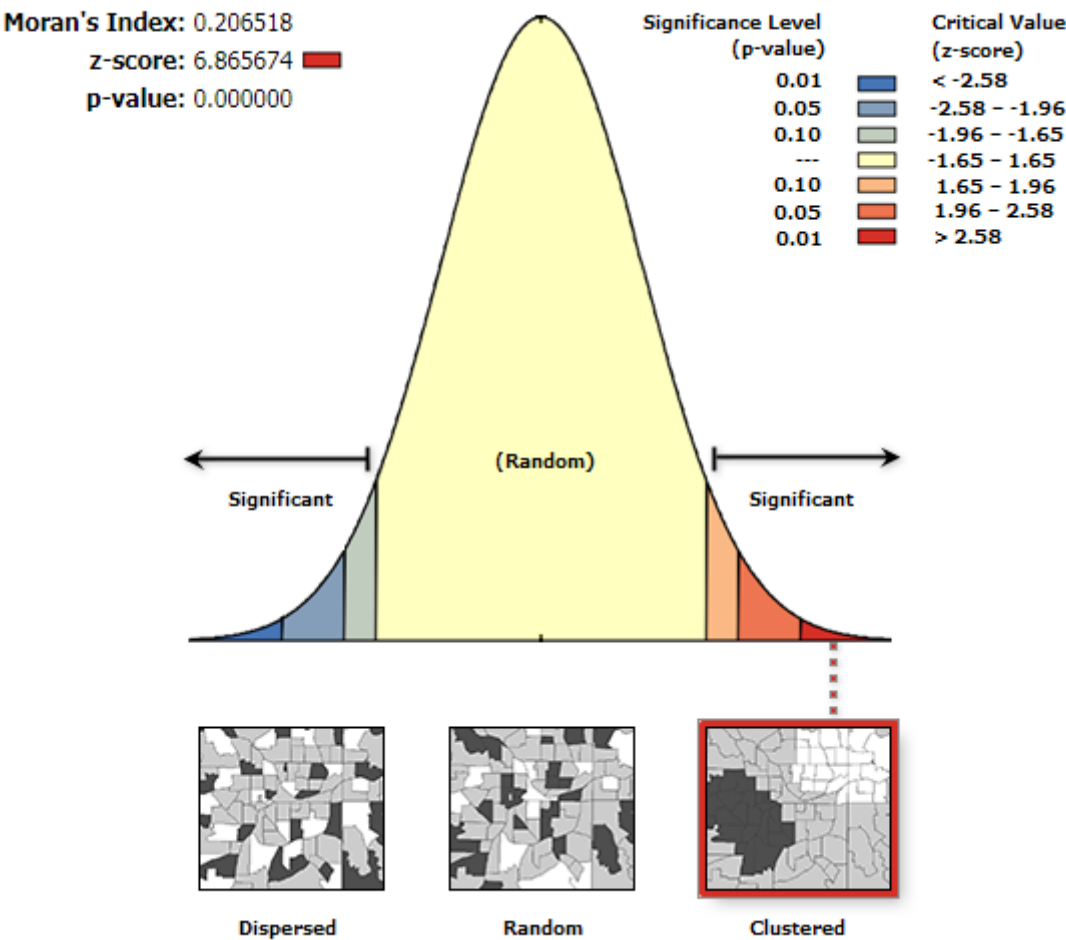 Moran's Index: 0.206518
z-score: 6.865674
p-value: 0.000000
Significance Level
(p-value)
Critical Value
(z-score)
0.01 < -2.58
0.05 -2.58 – -1.96
0.10 -1.96 – -1.65
--- -1.65 – 1.65
0.10 1.65 – 1.96
0.05 1.96 – 2.58
0.01 > 2.58
(Random)
Significant
Significant
Dispersed
Random
Clustered